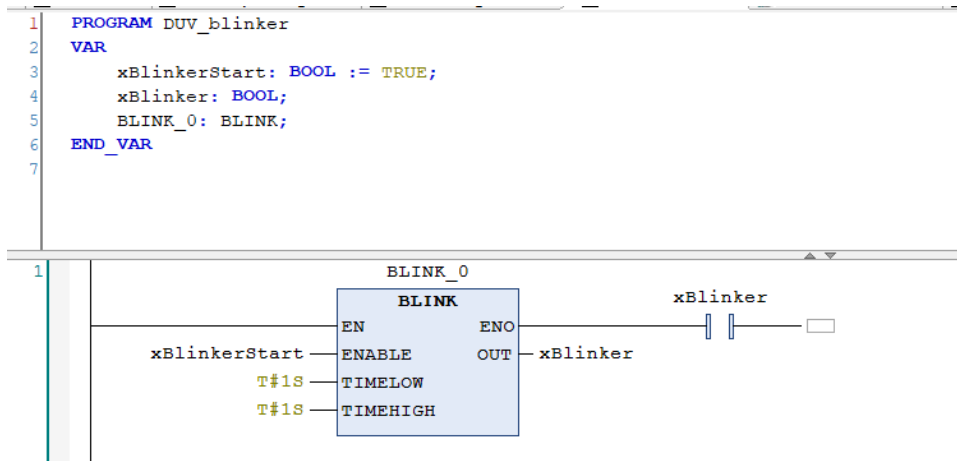 1 PROGRAM DUV_blinker
2 VAR
3 xBlinkerStart: BOOL := TRUE;
4 xBlinker: BOOL;
5 BLINK_0: BLINK;
6 END_VAR
7
1 BLINK_0
BLINK xBlinker
EN ENO
xBlinkerStart ENABLE OUT xBlinker
T#1S TIMELOW
T#1S TIMEHIGH